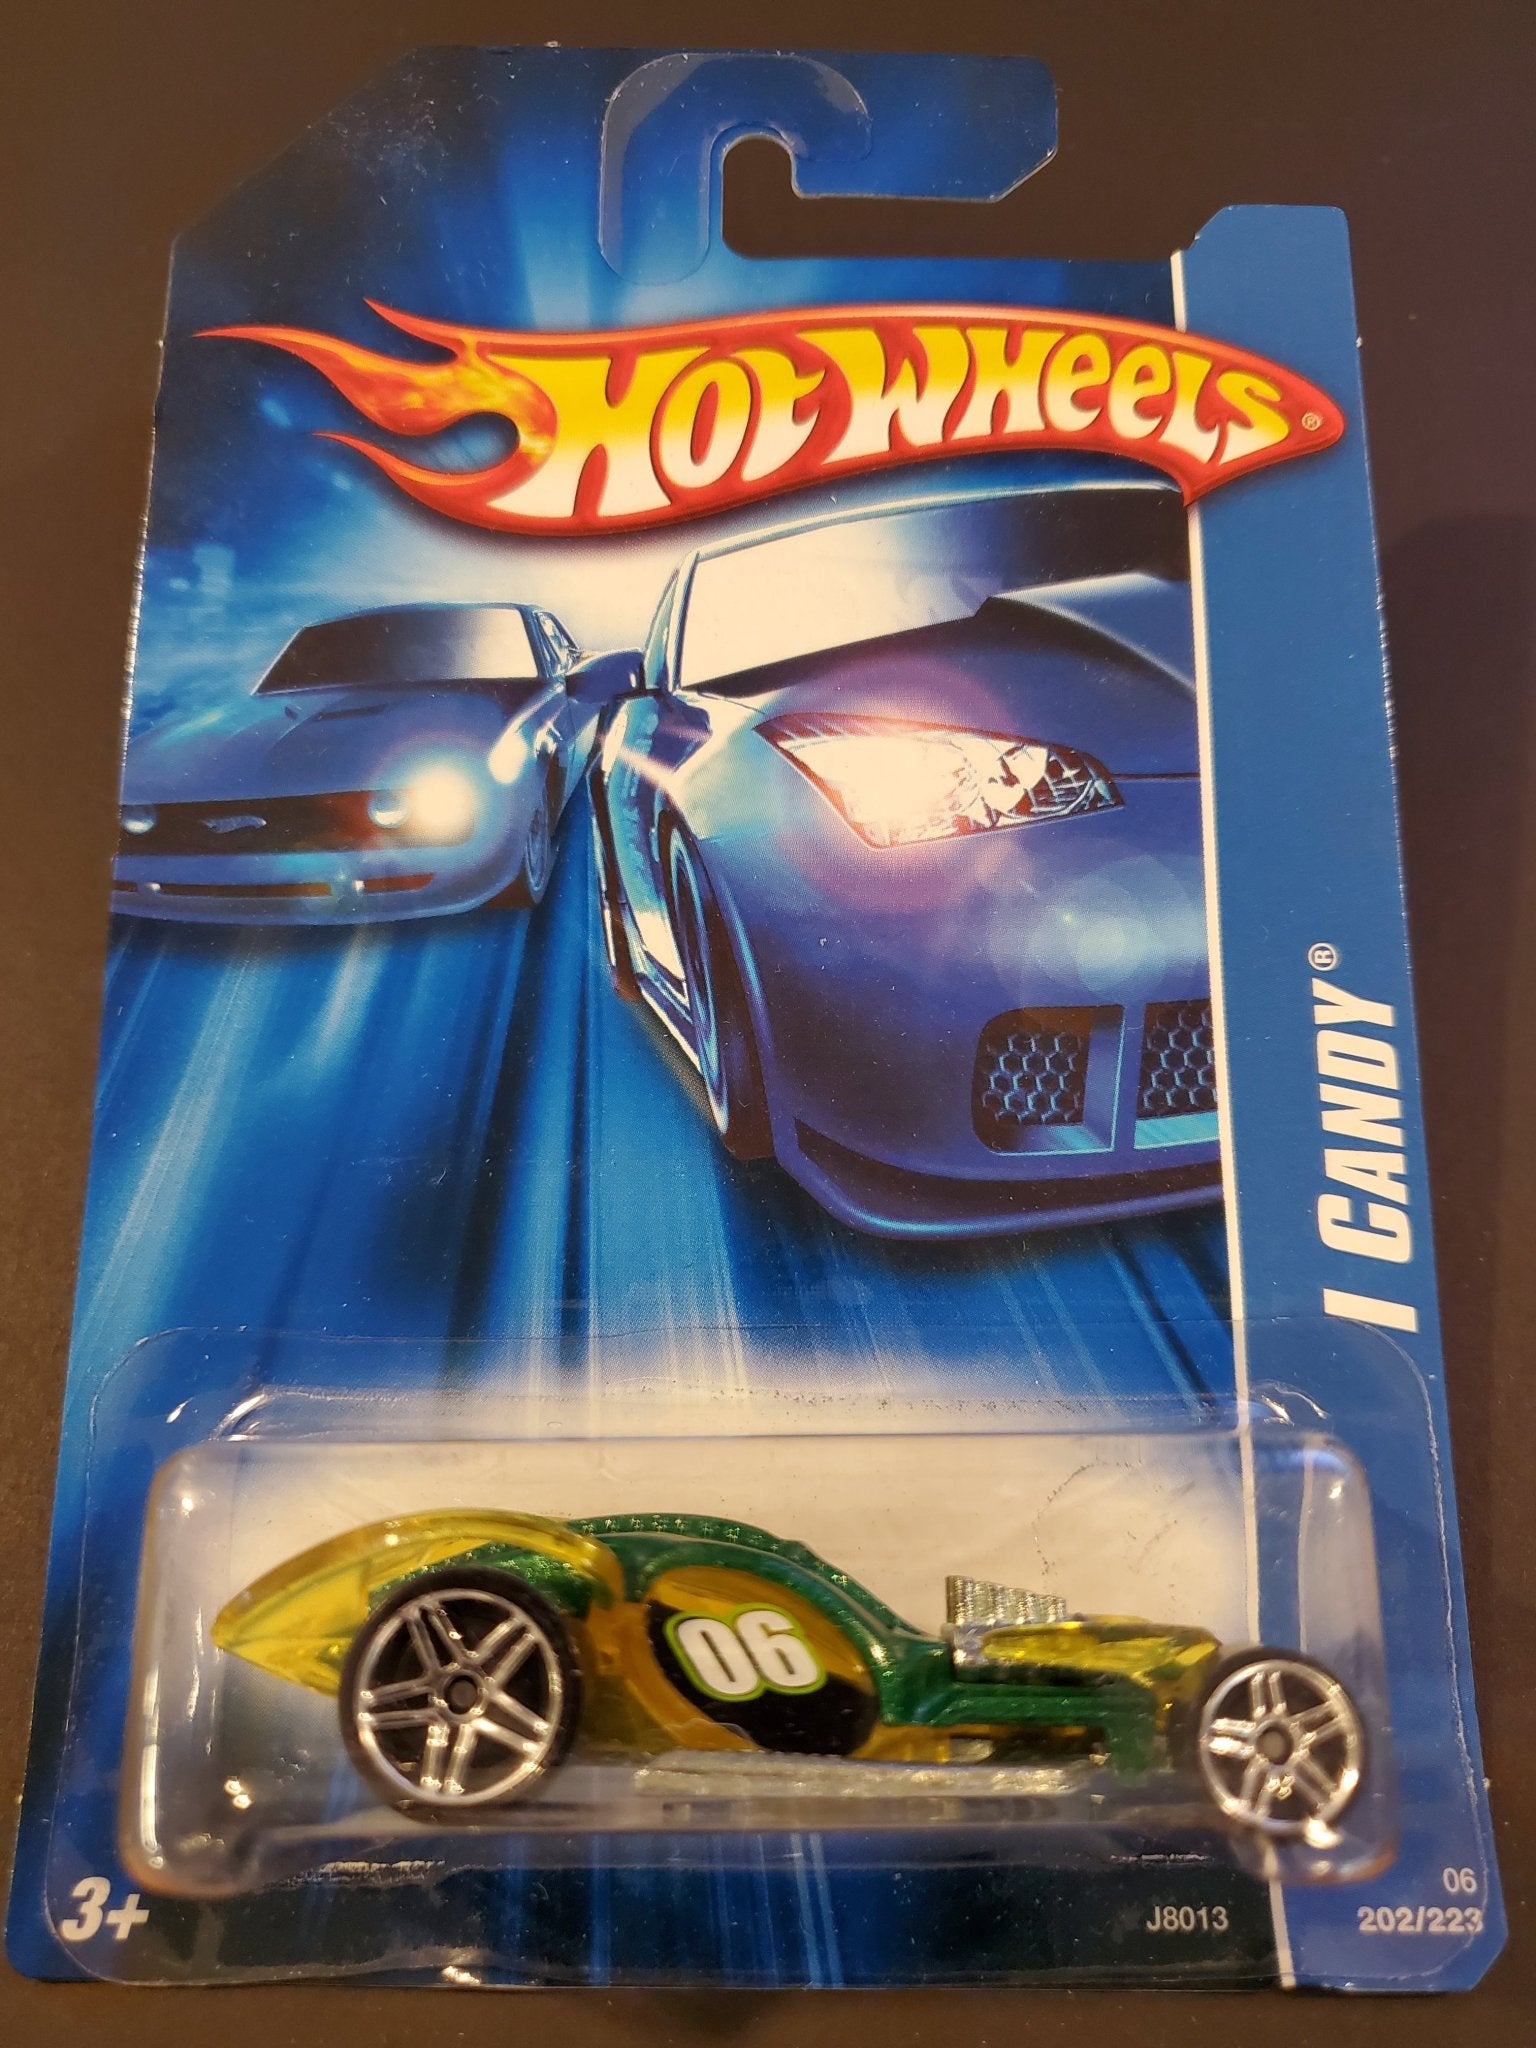 HOT WHEELS®
I CANDY®
06
3+
J8013
06
202/223